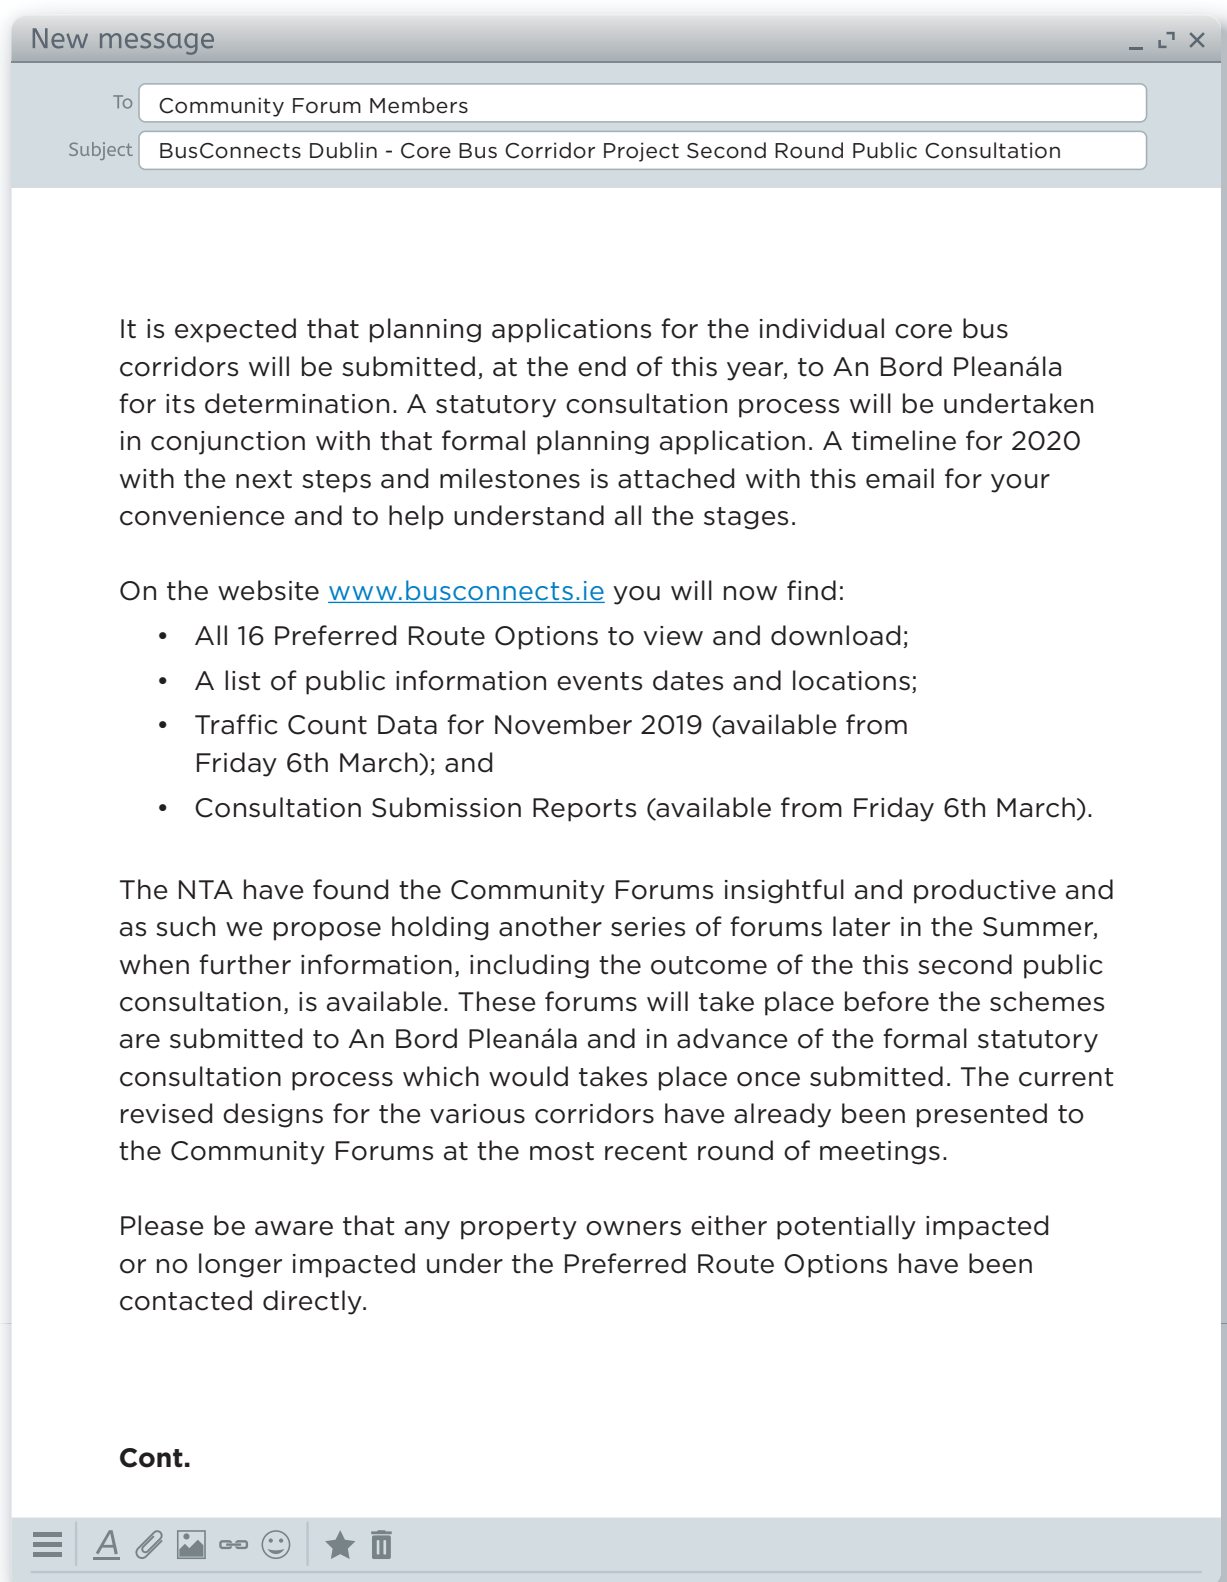 New message
To Community Forum Members
Subject BusConnects Dublin - Core Bus Corridor Project Second Round Public Consultation
It is expected that planning applications for the individual core bus
corridors will be submitted, at the end of this year, to An Bord Pleanála
for its determination. A statutory consultation process will be undertaken
in conjunction with that formal planning application. A timeline for 2020
with the next steps and milestones is attached with this email for your
convenience and to help understand all the stages.
On the website www.busconnects.ie you will now find:
• All 16 Preferred Route Options to view and download;
• A list of public information events dates and locations;
• Traffic Count Data for November 2019 (available from
Friday 6th March); and
• Consultation Submission Reports (available from Friday 6th March).
The NTA have found the Community Forums insightful and productive and
as such we propose holding another series of forums later in the Summer,
when further information, including the outcome of the this second public
consultation, is available. These forums will take place before the schemes
are submitted to An Bord Pleanála and in advance of the formal statutory
consultation process which would takes place once submitted. The current
revised designs for the various corridors have already been presented to
the Community Forums at the most recent round of meetings.
Please be aware that any property owners either potentially impacted
or no longer impacted under the Preferred Route Options have been
contacted directly.
Cont.